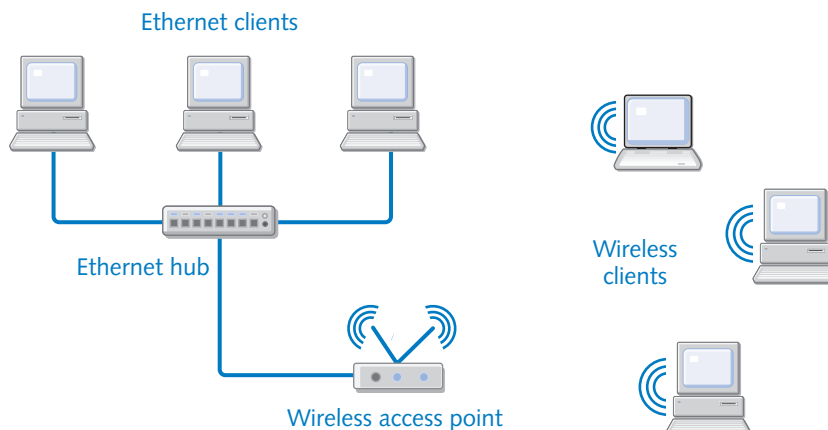 Ethernet clients
Ethernet hub
Wireless
clients
Wireless access point